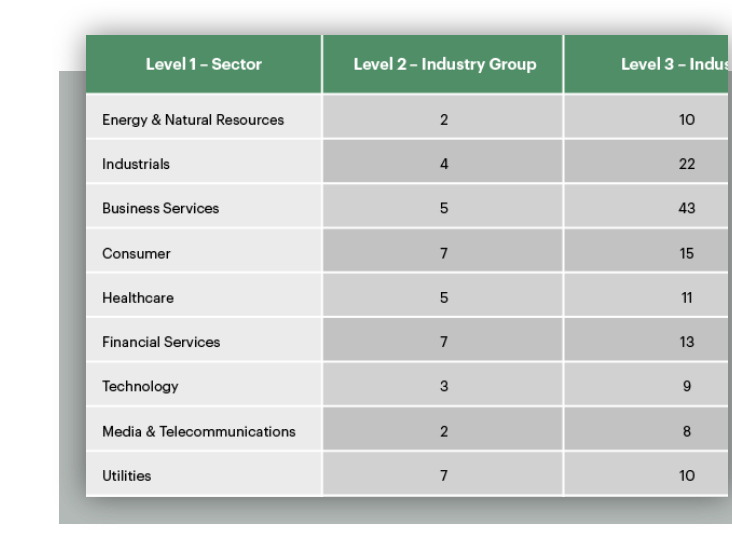 Level 1 – Sector Level 2 – Industry Group Level 3 – Indus
Energy & Natural Resources 2 10
Industrials 4 22
Business Services 5 43
Consumer 7 15
Healthcare 5 11
Financial Services 7 13
Technology 3 9
Media & Telecommunications 2 8
Utilities 7 10